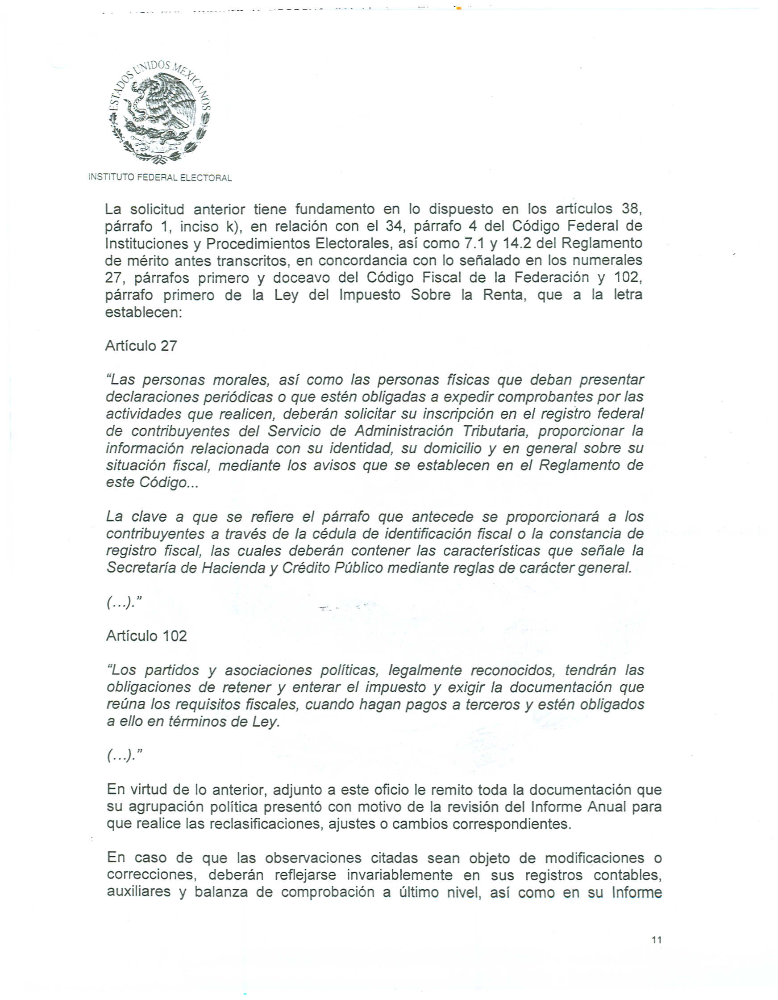 ESTADOS UNIDOS MEXICANOS
INSTITUTO FEDERAL ELECTORAL
La solicitud anterior tiene fundamento en lo dispuesto en los artículos 38,
párrafo 1, inciso k), en relación con el 34, párrafo 4 del Código Federal de
Instituciones y Procedimientos Electorales, así como 7.1 y 14.2 del Reglamento
de mérito antes transcritos, en concordancia con lo señalado en los numerales
27, párrafos primero y doceavo del Código Fiscal de la Federación y 102,
párrafo primero de la Ley del Impuesto Sobre la Renta, que a la letra
establecen:
Artículo 27
“Las personas morales, así como las personas físicas que deban presentar
declaraciones periódicas o que estén obligadas a expedir comprobantes por las
actividades que realicen, deberán solicitar su inscripción en el registro federal
de contribuyentes del Servicio de Administración Tributaria, proporcionar la
información relacionada con su identidad, su domicilio y en general sobre su
situación fiscal, mediante los avisos que se establecen en el Reglamento de
este Código...
La clave a que se refiere el párrafo que antecede se proporcionará a los
contribuyentes a través de la cédula de identificación fiscal o la constancia de
registro fiscal, las cuales deberán contener las características que señale la
Secretaría de Hacienda y Crédito Público mediante reglas de carácter general.
(...).”
Artículo 102
“Los partidos y asociaciones políticas, legalmente reconocidos, tendrán las
obligaciones de retener y enterar el impuesto y exigir la documentación que
reúna los requisitos fiscales, cuando hagan pagos a terceros y estén obligados
a ello en términos de Ley.
(...).”
En virtud de lo anterior, adjunto a este oficio le remito toda la documentación que
su agrupación política presentó con motivo de la revisión del Informe Anual para
que realice las reclasificaciones, ajustes o cambios correspondientes.
En caso de que las observaciones citadas sean objeto de modificaciones o
correcciones, deberán reflejarse invariablemente en sus registros contables,
auxiliares y balanza de comprobación a último nivel, así como en su Informe
11